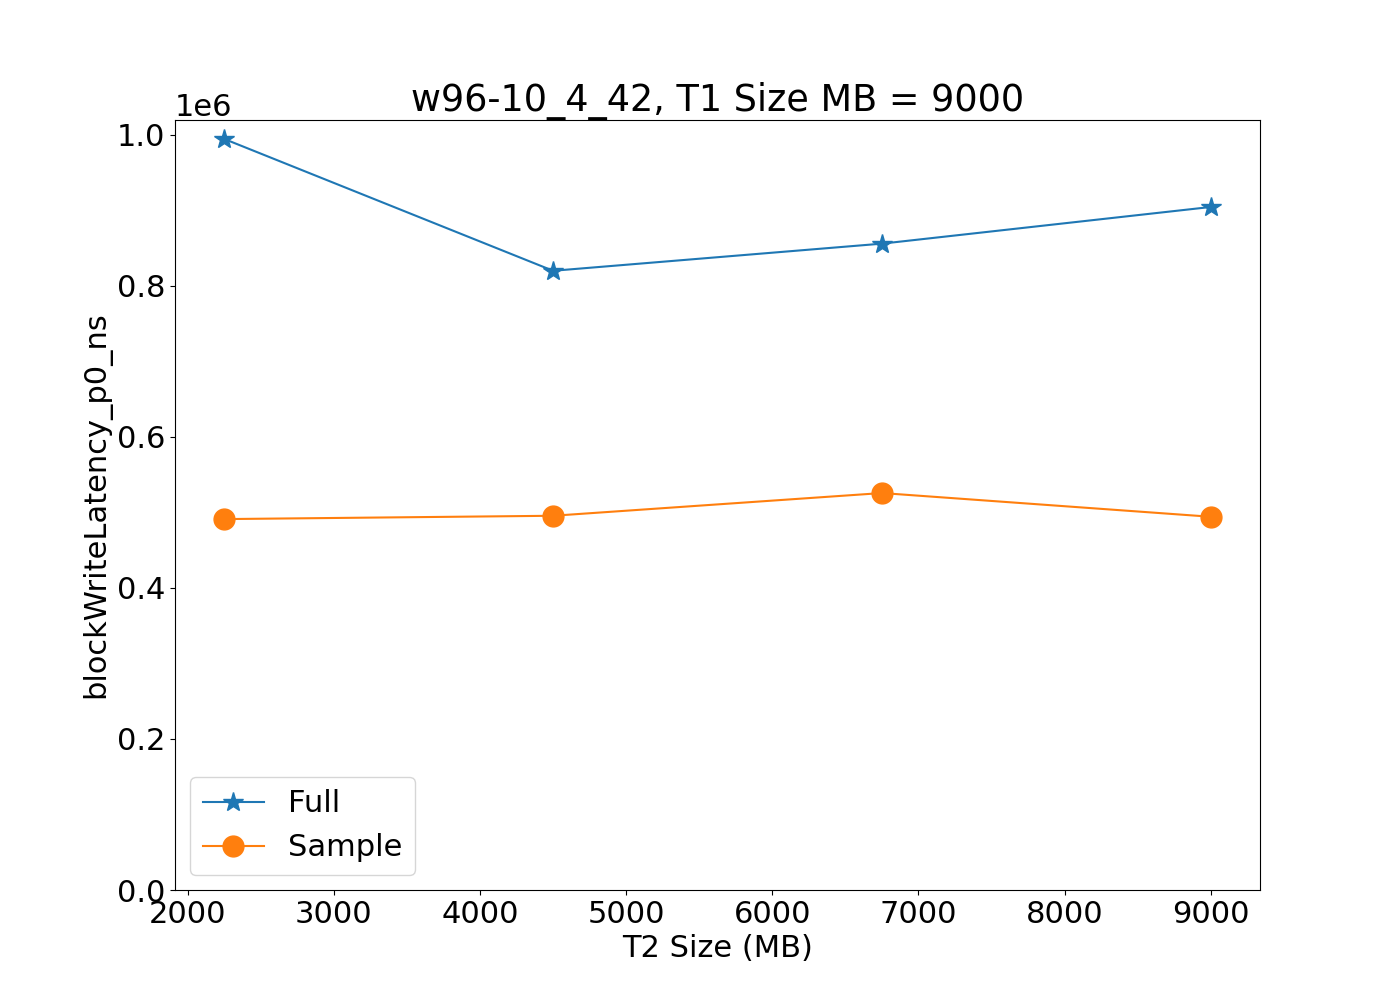 w96-10_4_42, T1 Size MB = 9000
1e6
1.0
0.8
0.6
0.4
0.2
0.0
blockWriteLatency_p0_ns
Full
Sample
2000 3000 4000 5000 6000 7000 8000 9000
T2 Size (MB)